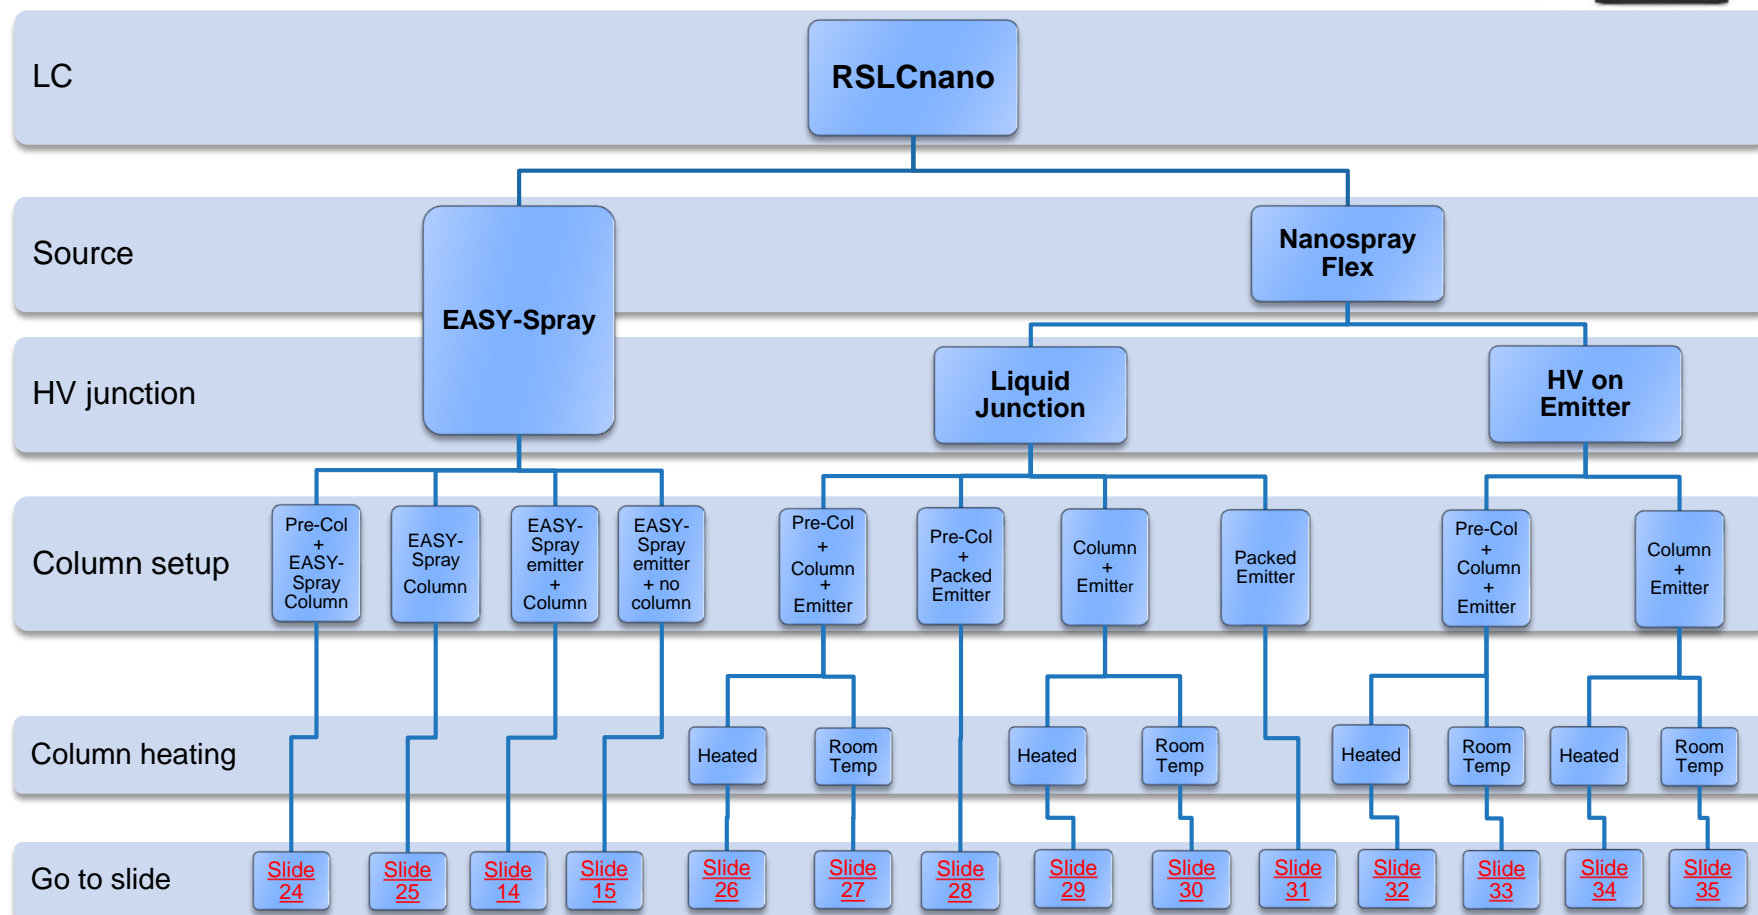 LC
RSLCnano
Source
EASY-Spray
Nanospray
Flex
HV junction
Liquid
Junction
HV on
Emitter
Column setup
Pre-Col
+
EASY-
Spray
Column
EASY-
Spray
Column
EASY-
Spray
emitter
+
Column
EASY-
Spray
emitter
+ no
column
Pre-Col
+
Column
+
Emitter
Pre-Col
+
Packed
Emitter
Column
+
Emitter
Packed
Emitter
Pre-Col
+
Column
+
Emitter
Column
+
Emitter
Column heating
Heated
Room
Temp
Heated
Room
Temp
Heated
Room
Temp
Heated
Room
Temp
Go to slide
Slide
24
Slide
25
Slide
14
Slide
15
Slide
26
Slide
27
Slide
28
Slide
29
Slide
30
Slide
31
Slide
32
Slide
33
Slide
34
Slide
35